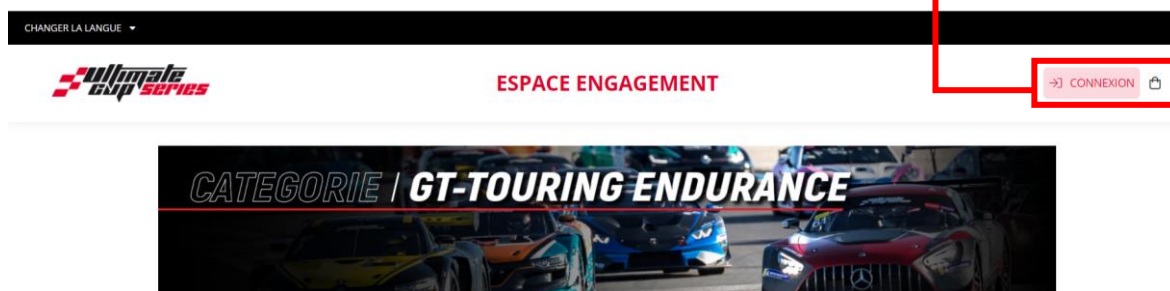 CHANGER LA LANGUE
Ultimate
cup series
ESPACE ENGAGEMENT
CONNEXION
CATEGORIE | GT-TOURING ENDURANCE